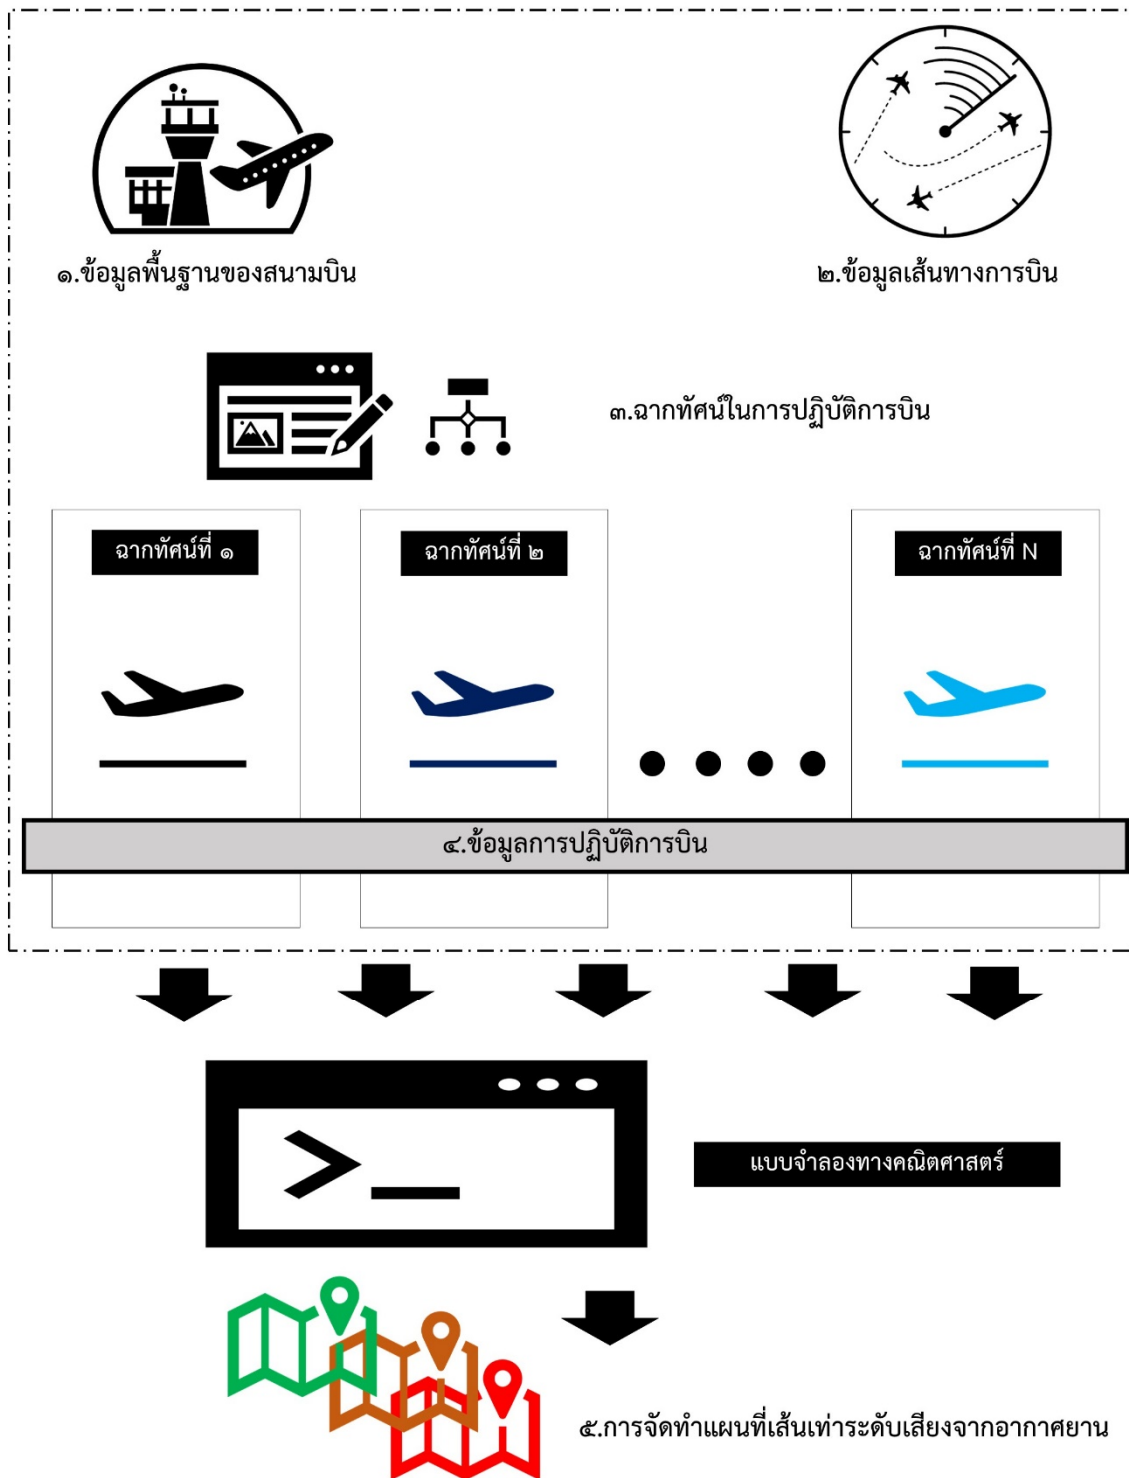 ๑.ข้อมูลพื้นฐานของสนามบิน
๒.ข้อมูลเส้นทางการบิน
๓.ฉากทัศน์ในการปฏิบัติการบิน
ฉากทัศน์ที่ ๑
ฉากทัศน์ที่ ๒
ฉากทัศน์ที่ N
๔.ข้อมูลการปฏิบัติการบิน
>_
แบบจำลองทางคณิตศาสตร์
๕.การจัดทำแผนที่เส้นเท่าระดับเสียงจากอากาศยาน